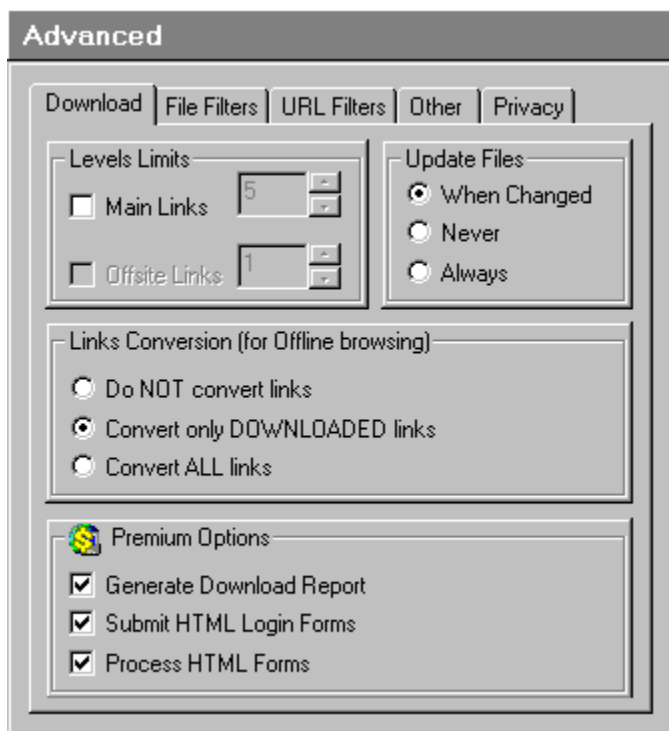 Advanced
Download File Filters URL Filters Other Privacy
Levels Limits
Main Links 5
Offsite Links 1
Update Files
When Changed
Never
Always
Links Conversion (for Offline browsing)
Do NOT convert links
Convert only DOWNLOADED links
Convert ALL links
Premium Options
Generate Download Report
Submit HTML Login Forms
Process HTML Forms